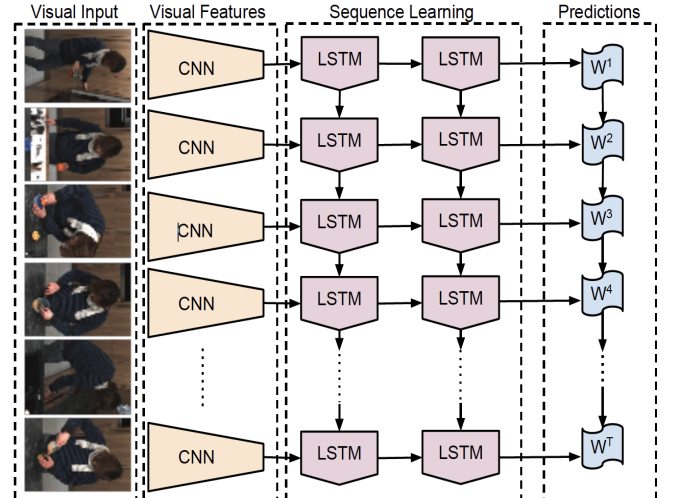 Visual Input
Visual Features
Sequence Learning
Predictions
CNN
LSTM
LSTM
W1
CNN
LSTM
LSTM
W2
CNN
LSTM
LSTM
W3
CNN
LSTM
LSTM
W4
CNN
LSTM
LSTM
WT